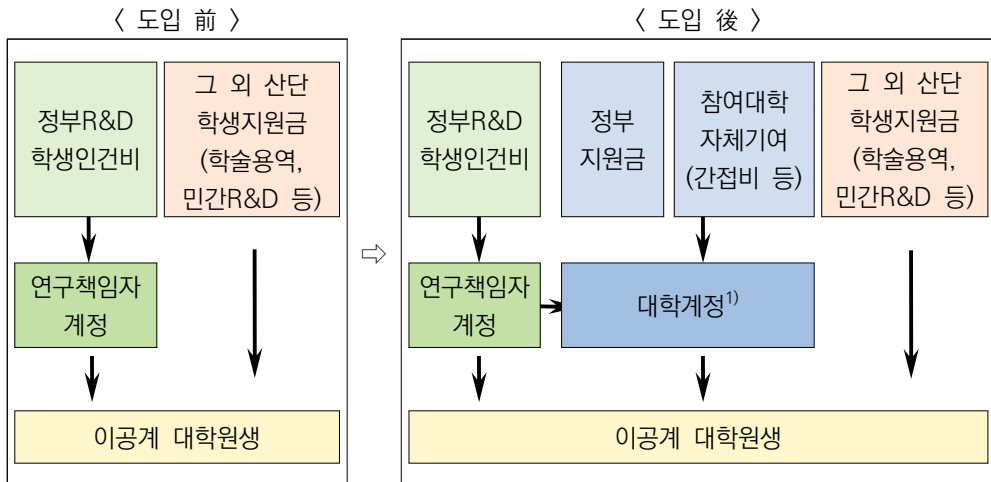 〈 도입 前 〉
정부R&D
학생인건비
그 외 산단
학생지원금
(학술용역,
민간R&D 등)
연구책임자
계정
이공계 대학원생
⇨
〈 도입 後 〉
정부R&D
학생인건비
정부
지원금
참여대학
자체기여
(간접비 등)
그 외 산단
학생지원금
(학술용역,
민간R&D 등)
연구책임자
계정
대학계정1)
이공계 대학원생